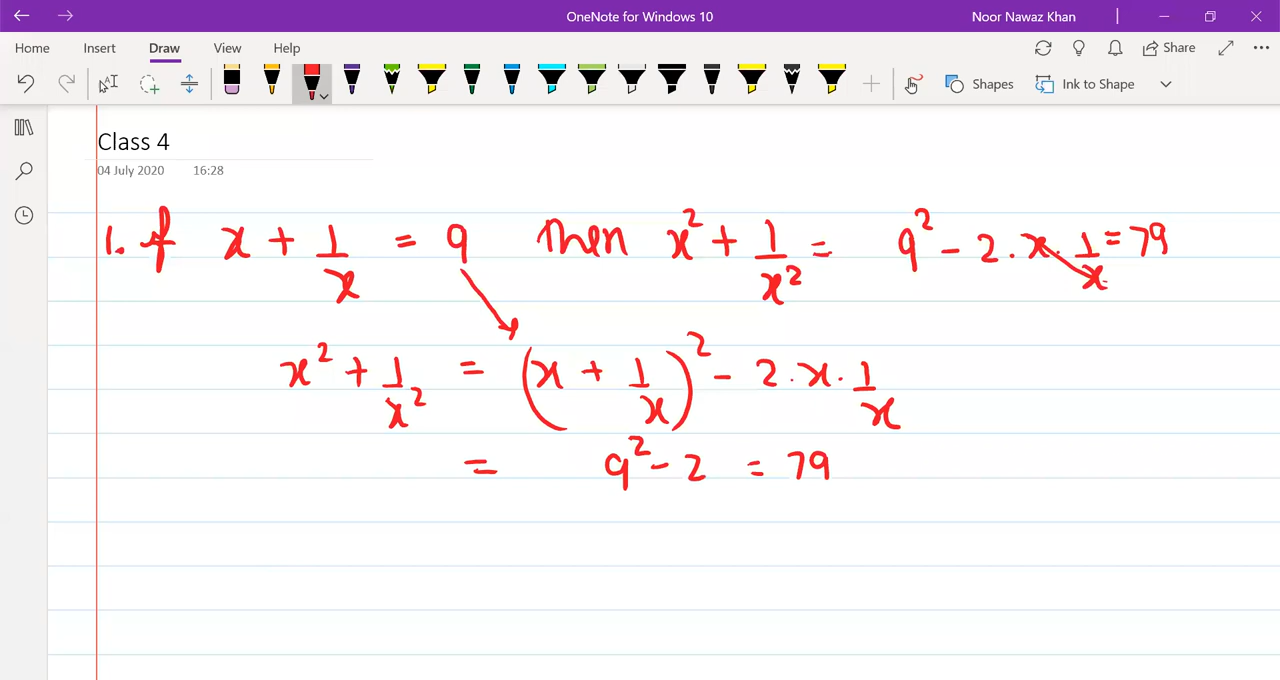 OneNote for Windows 10
Noor Nawaz Khan
Home Insert Draw View Help
Share
Shapes
Ink to Shape
Class 4
04 July 2020 16:28
1. If x + 1/x = 9 then x² + 1/x² = 9² - 2 . x . 1/x = 79
x² + 1/x² = (x + 1/x)² - 2 . x . 1/x
= 9² - 2 = 79